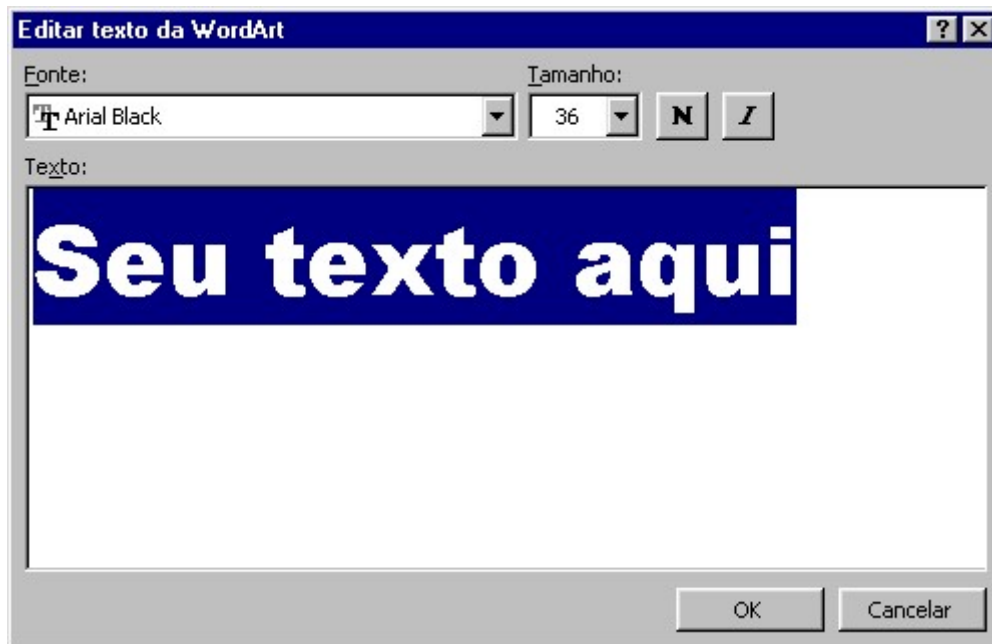 Editar texto da WordArt
Fonte: Tamanho:
Arial Black 36 N I
Texto:
Seu texto aqui
OK Cancelar